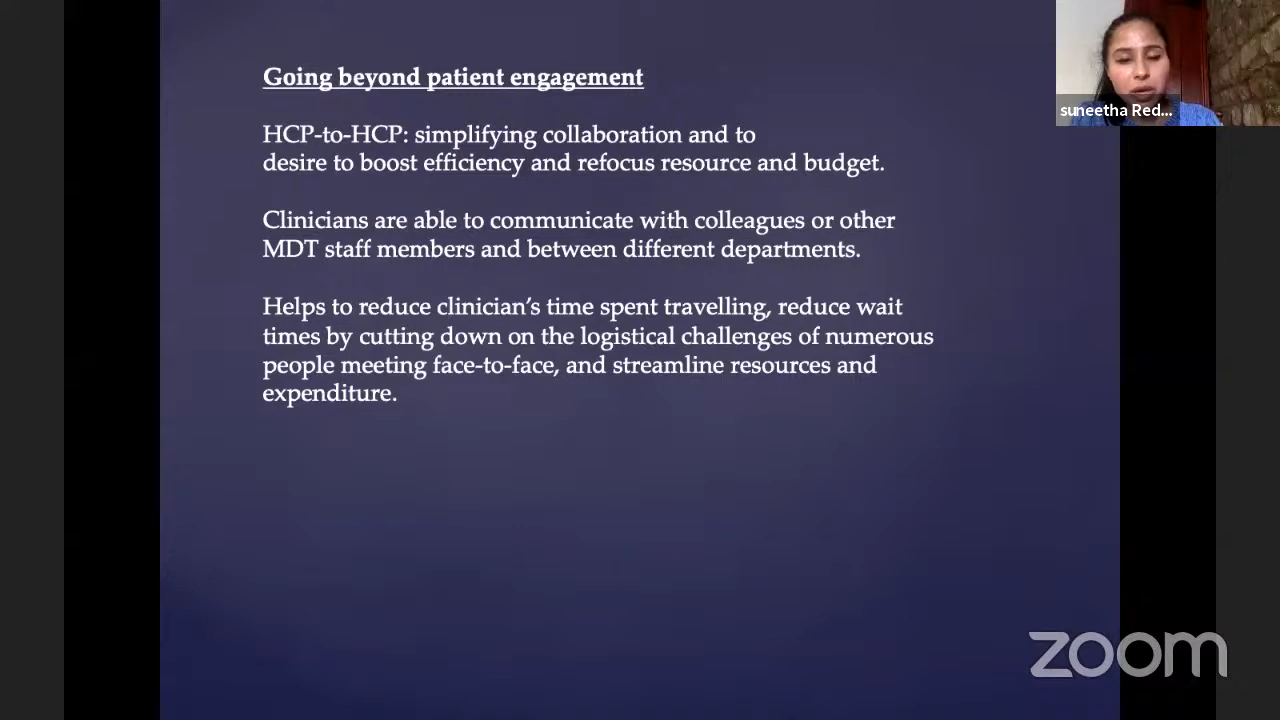 Going beyond patient engagement
HCP-to-HCP: simplifying collaboration and to
desire to boost efficiency and refocus resource and budget.
Clinicians are able to communicate with colleagues or other
MDT staff members and between different departments.
Helps to reduce clinician’s time spent travelling, reduce wait
times by cutting down on the logistical challenges of numerous
people meeting face-to-face, and streamline resources and
expenditure.
suneetha Red...
zoom